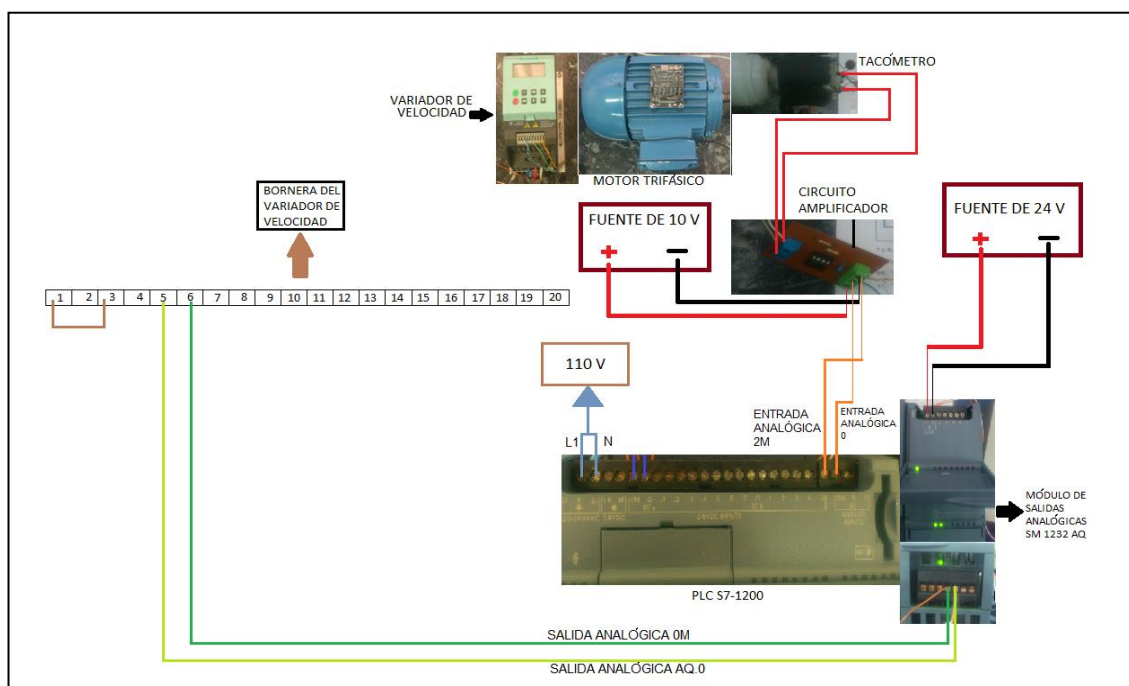 TACÓMETRO
VARIADOR DE
VELOCIDAD
MOTOR TRIFÁSICO
BORNERA DEL
VARIADOR DE
VELOCIDAD
CIRCUITO
AMPLIFICADOR
FUENTE DE 10 V
+ −
FUENTE DE 24 V
+ −
1 2 3 4 5 6 7 8 9 10 11 12 13 14 15 16 17 18 19 20
110 V
L1 N
ENTRADA
ANALÓGICA
2M
ENTRADA
ANALÓGICA
0
MÓDULO DE
SALIDAS
ANALÓGICAS
SM 1232 AQ
PLC S7-1200
SALIDA ANALÓGICA 0M
SALIDA ANALÓGICA AQ.0